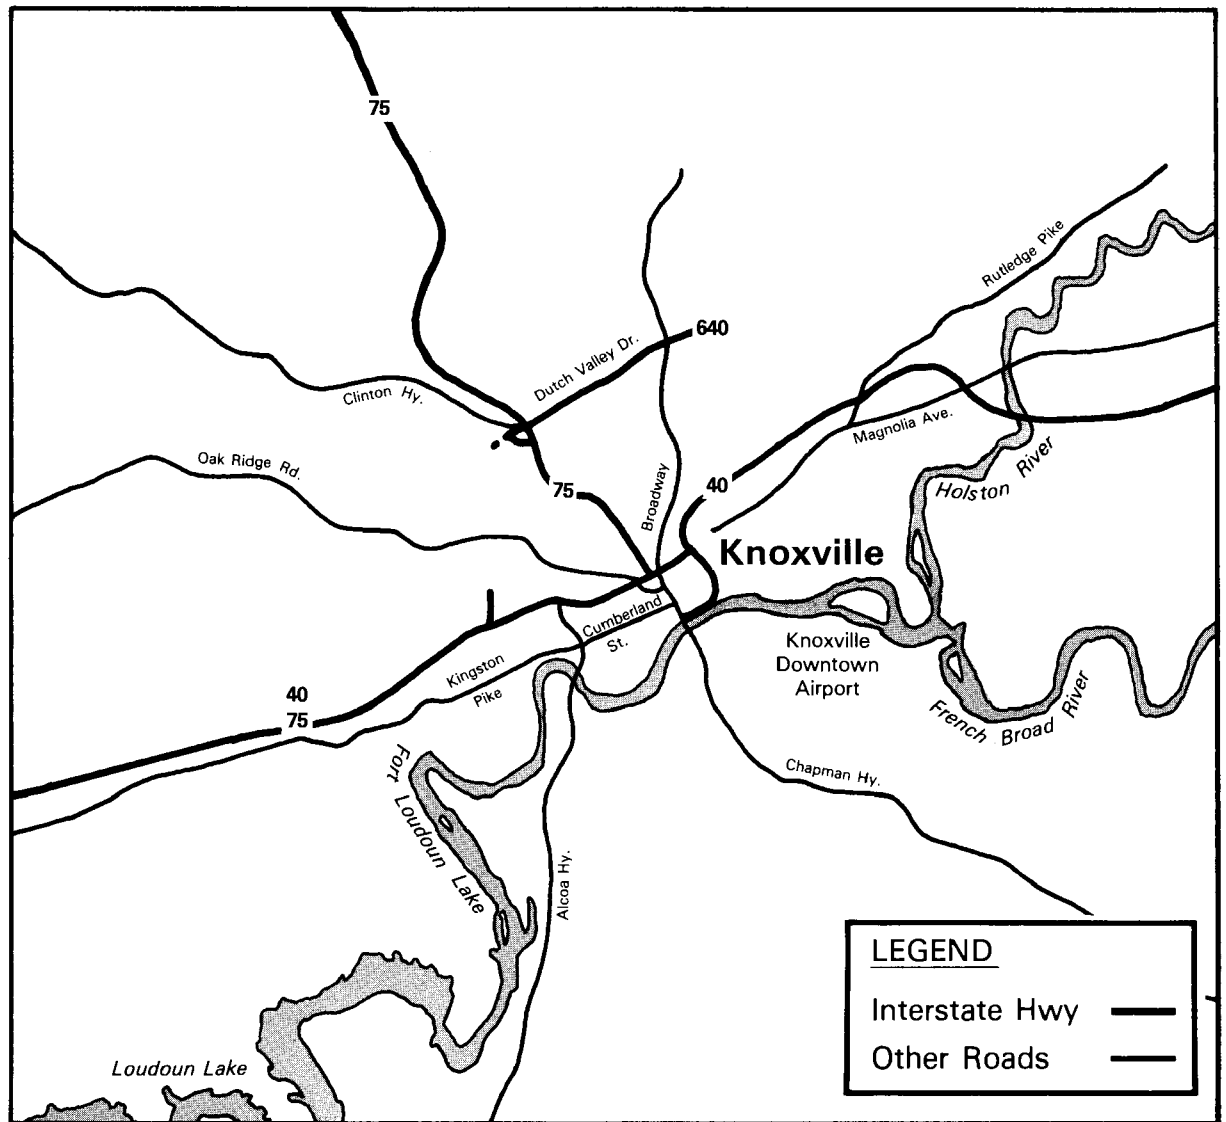 75
Rutledge Pike
640
Dutch Valley Dr.
Clinton Hy.
Magnolia Ave.
Oak Ridge Rd.
Broadway
75
40
Holston River
Knoxville
Cumberland
St.
Knoxville
Downtown
Airport
Kingston
Pike
40
75
French Broad River
Fort Loudoun Lake
Chapman Hy.
Alcoa Hy.
LEGEND
Interstate Hwy
Other Roads
Loudoun Lake